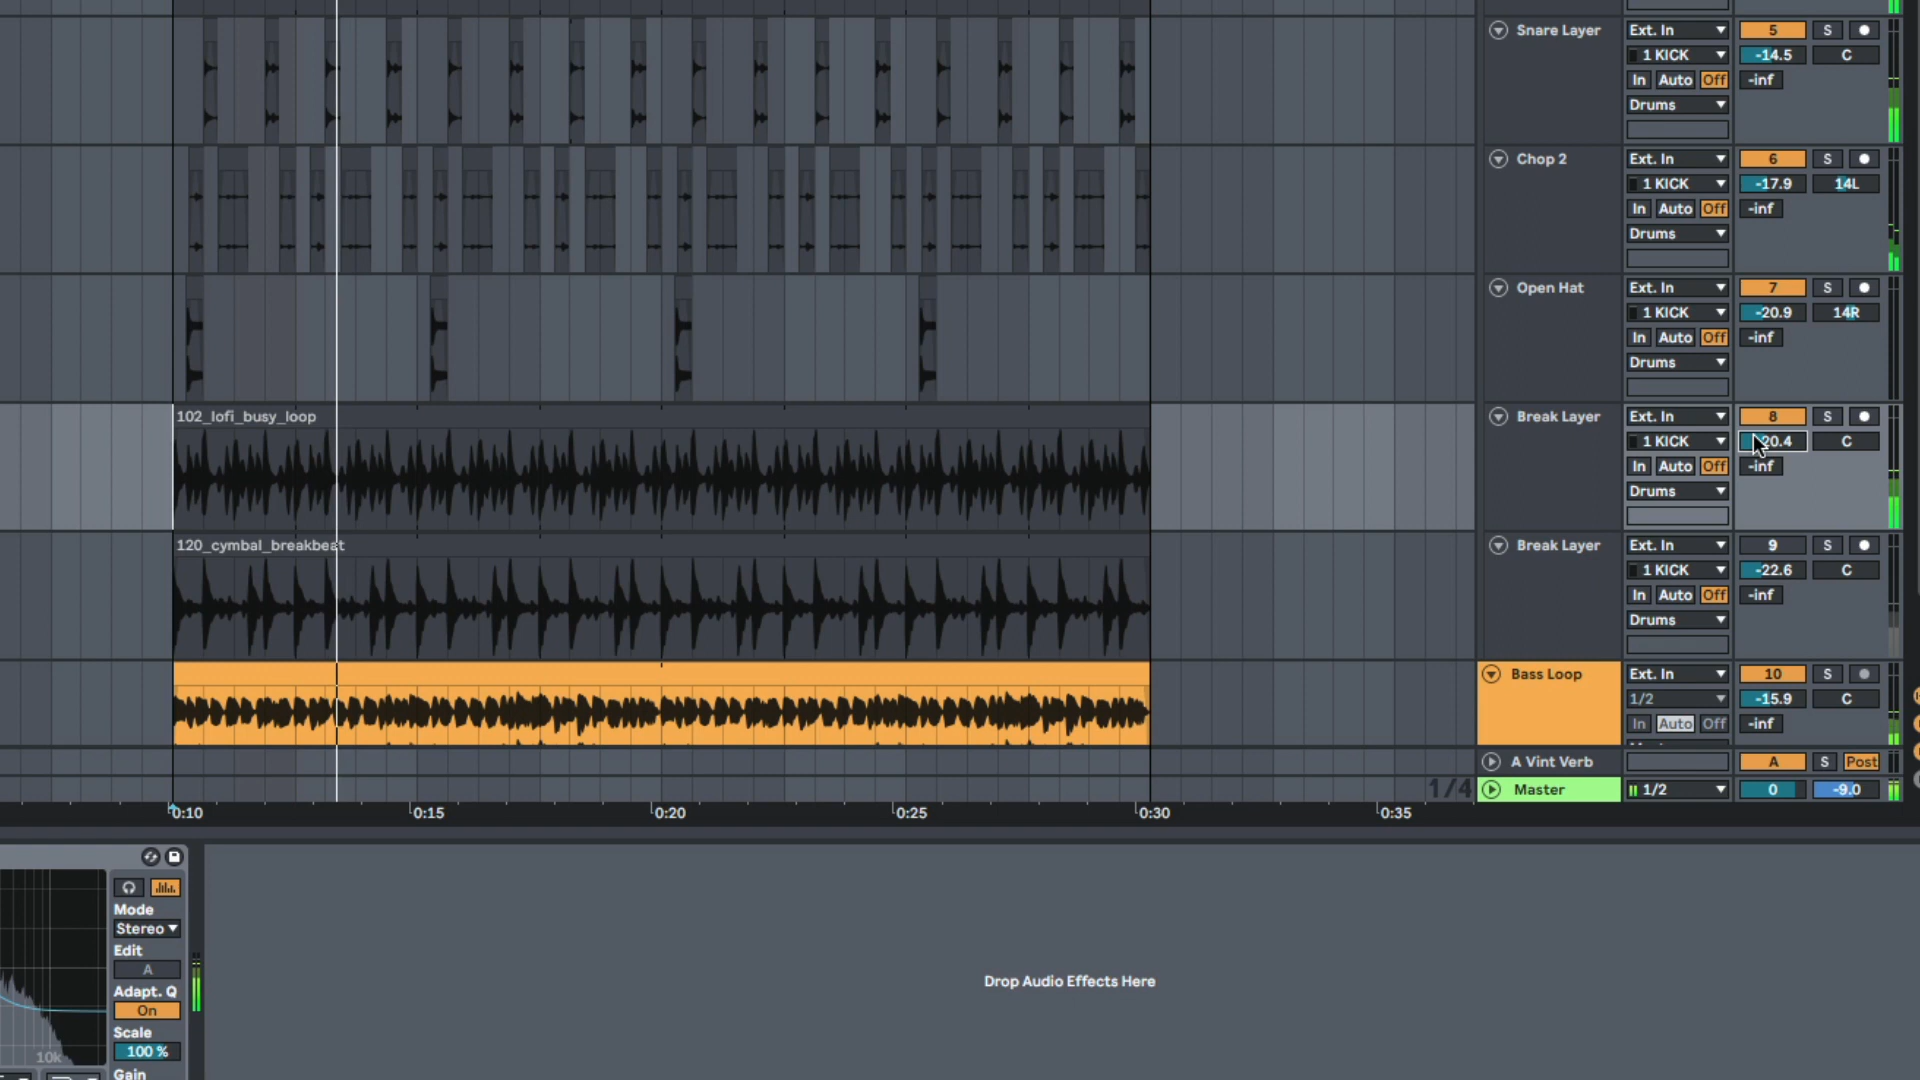 Snare Layer Ext. In 5 S
1 KICK -14.5 C
In Auto Off -inf
Drums
Chop 2 Ext. In 6 S
1 KICK -17.9 14L
In Auto Off -inf
Drums
Open Hat Ext. In 7 S
1 KICK -20.9 14R
In Auto Off -inf
Drums
102_lofi_busy_loop Break Layer Ext. In 8 S
1 KICK 20.4 C
In Auto Off -inf
Drums
120_cymbal_breakbeat Break Layer Ext. In 9 S
1 KICK -22.6 C
In Auto Off -inf
Drums
Bass Loop Ext. In 10 S
1/2 -15.9 C
In Auto Off -inf
A Vint Verb A S Post
1/4 Master 1/2 0 -9.0
0:10 0:15 0:20 0:25 0:30 0:35
Mode
Stereo
Edit
A
Drop Audio Effects Here
Adapt. Q
On
Scale
100 %
10k
Gain